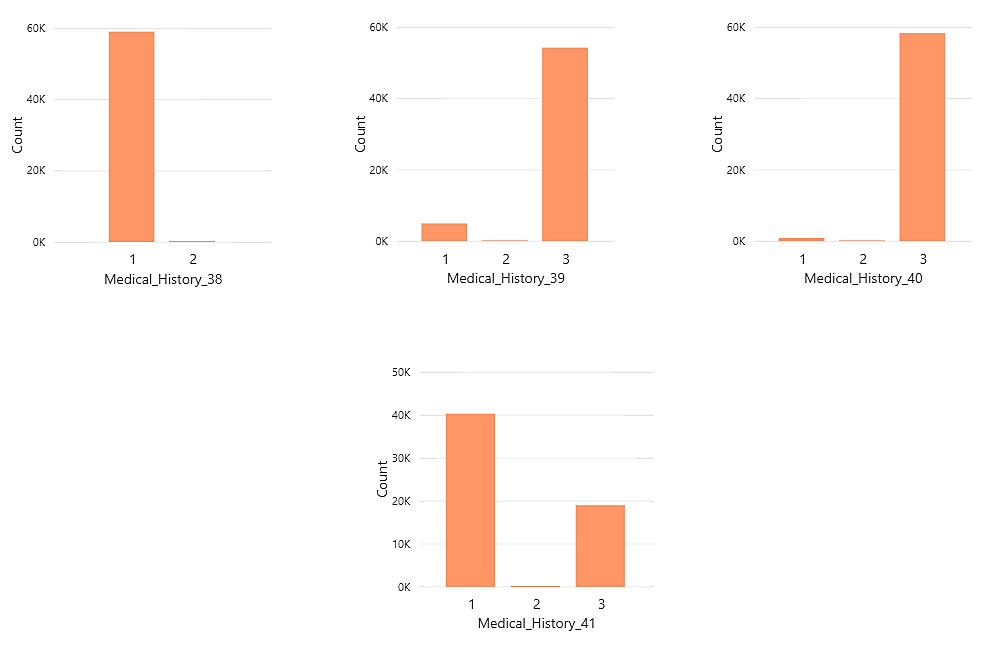 60K
40K
Count
20K
0K
1 2
Medical_History_38
60K
40K
Count
20K
0K
1 2 3
Medical_History_39
60K
40K
Count
20K
0K
1 2 3
Medical_History_40
50K
40K
30K
Count
20K
10K
0K
1 2 3
Medical_History_41